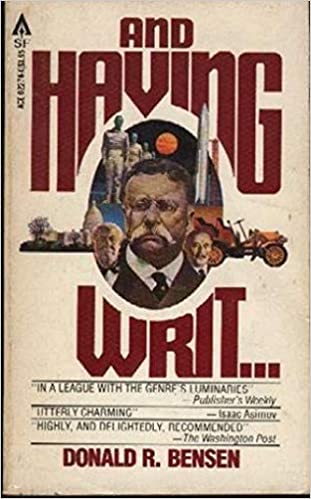 AND
HAVING
WRIT...
SF
"IN A LEAGUE WITH THE GENRE'S LUMINARIES"
—Publisher's Weekly
"UTTERLY CHARMING" —Isaac Asimov
"HIGHLY, AND DELIGHTEDLY, RECOMMENDED"
—The Washington Post
DONALD R. BENSEN